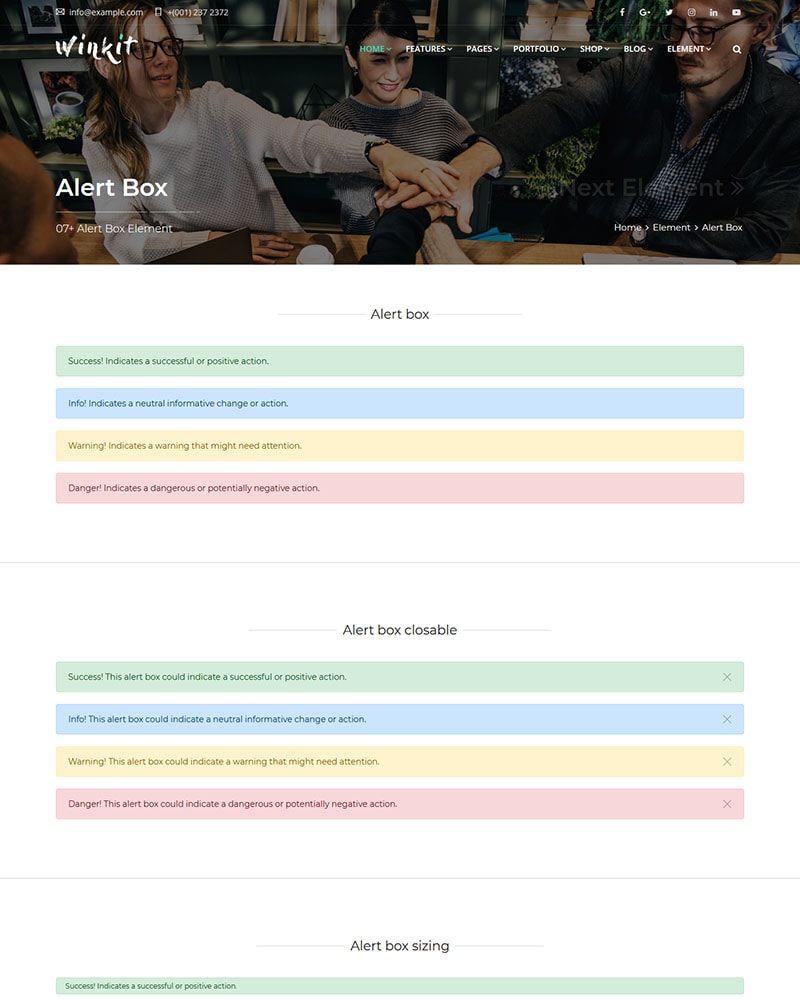 info@example.com +(001) 237 2372
winkit
HOME FEATURES PAGES PORTFOLIO SHOP BLOG ELEMENT
Alert Box
Next Element »
07+ Alert Box Element
Home > Element > Alert Box
Alert box
Success! Indicates a successful or positive action.
Info! Indicates a neutral informative change or action.
Warning! Indicates a warning that might need attention.
Danger! Indicates a dangerous or potentially negative action.
Alert box closable
Success! This alert box could indicate a successful or positive action.
Info! This alert box could indicate a neutral informative change or action.
Warning! This alert box could indicate a warning that might need attention.
Danger! This alert box could indicate a dangerous or potentially negative action.
Alert box sizing
Success! Indicates a successful or positive action.